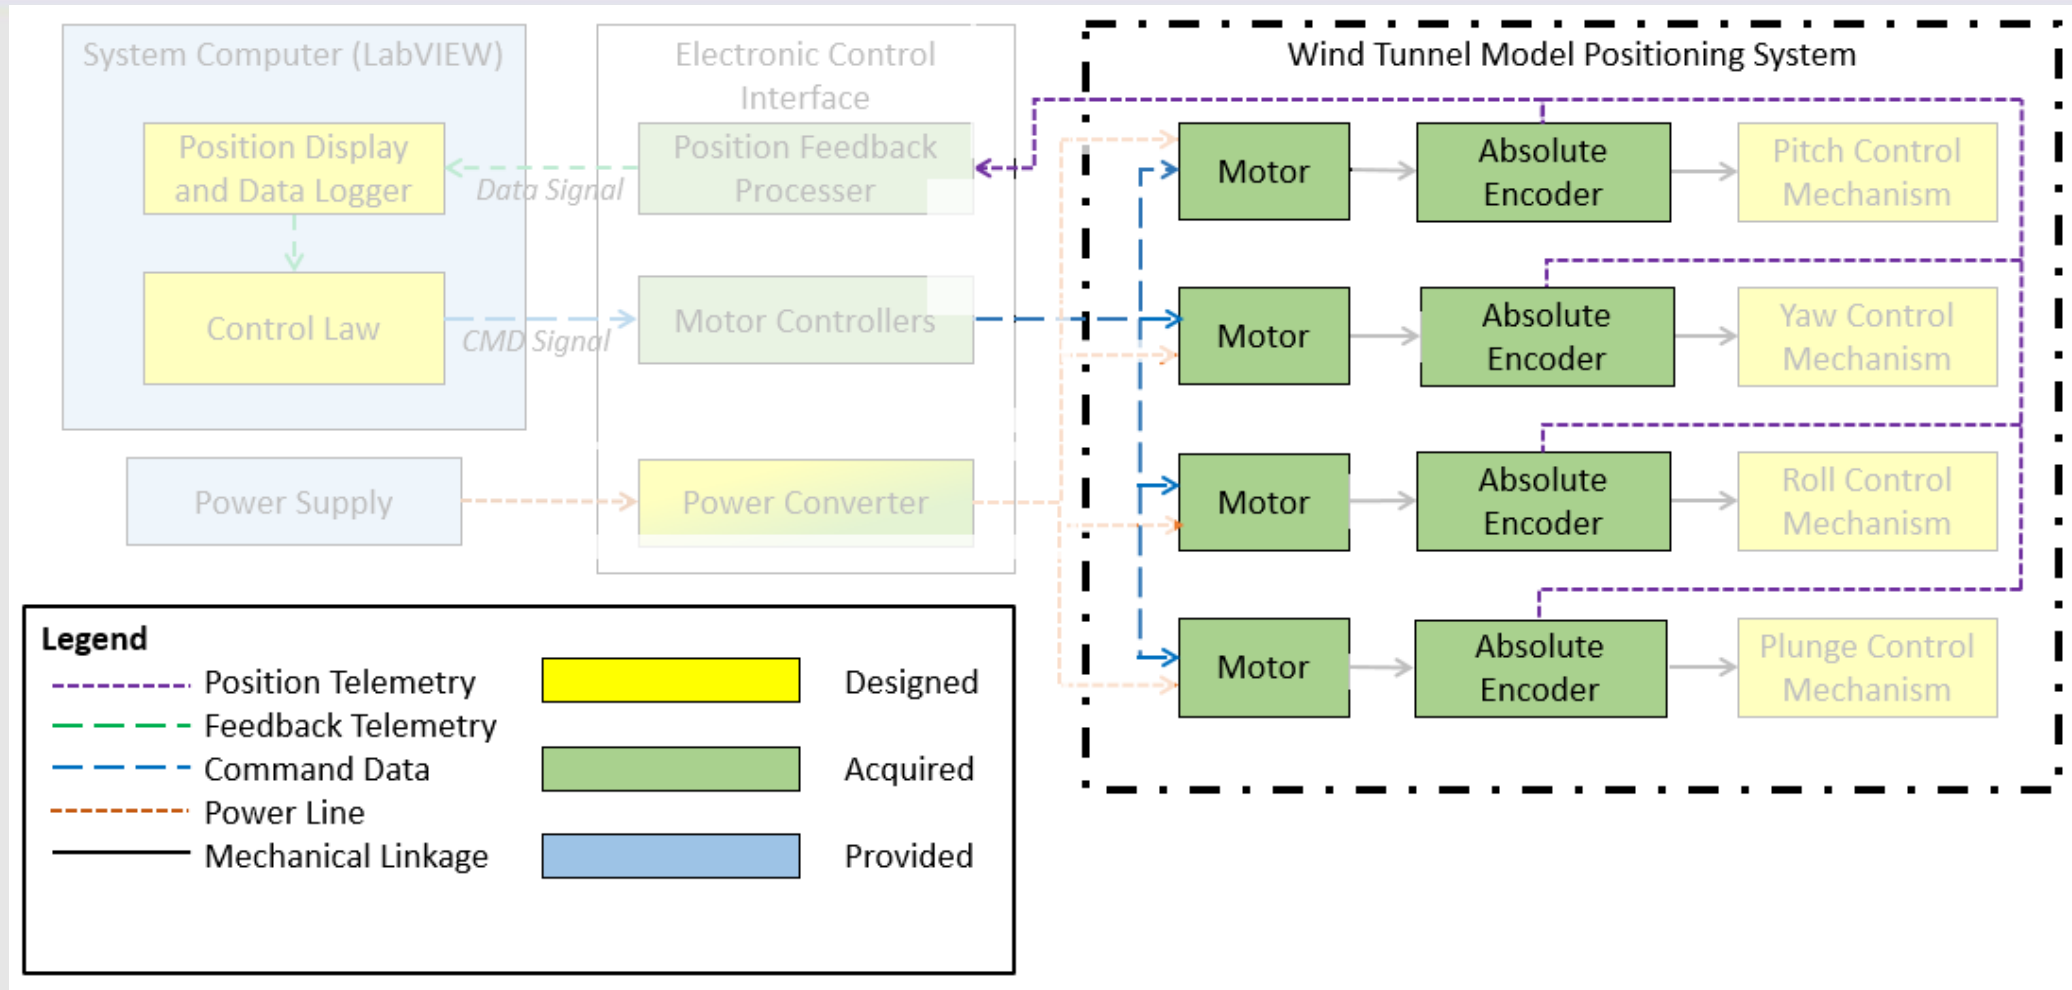 System Computer (LabVIEW)
Position Display
and Data Logger
Data Signal
Control Law
CMD Signal
Power Supply
Electronic Control
Interface
Position Feedback
Processer
Motor Controllers
Power Converter
Wind Tunnel Model Positioning System
Motor
Absolute
Encoder
Pitch Control
Mechanism
Motor
Absolute
Encoder
Yaw Control
Mechanism
Motor
Absolute
Encoder
Roll Control
Mechanism
Motor
Absolute
Encoder
Plunge Control
Mechanism
Legend
Position Telemetry
Feedback Telemetry
Command Data
Power Line
Mechanical Linkage
Designed
Acquired
Provided